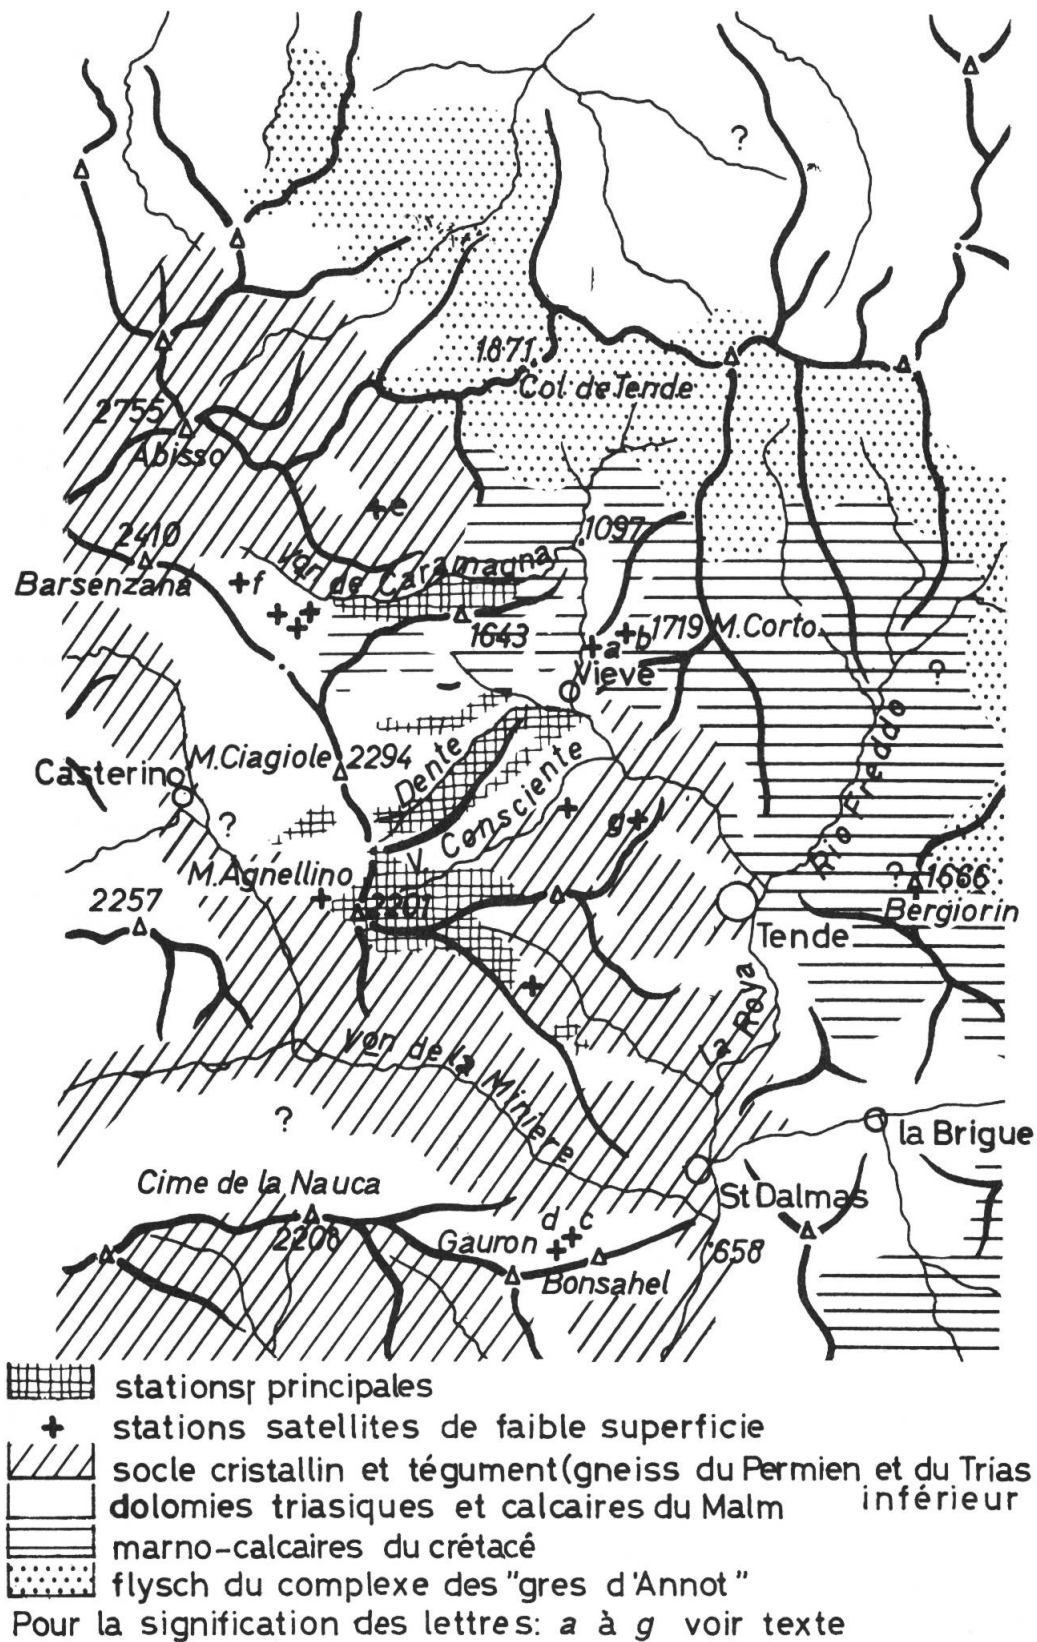 ?
1871
Col de Tende
2755
Abisso
e
2410
1097
Barsenzana
f
Von de Caramagna
1643
a
b
1719 M.Corto
Vieve
?
M.Ciagiole 2294
Casterino
Dente
V. Consciente
Rio Freddo
?
g
M.Agnellino
2201
2257
? 1666
Bergiorin
Tende
La Roya
Von de la Minière
?
la Brigue
Cime de la Nauca
St Dalmas
2208
d c
Gauron
658
Bonsahel
stations principales
+ stations satellites de faible superficie
socle cristallin et tégument(gneiss du Permien et du Trias
inférieur
dolomies triasiques et calcaires du Malm
marno-calcaires du crétacé
flysch du complexe des "gres d'Annot"
Pour la signification des lettres: a à g voir texte